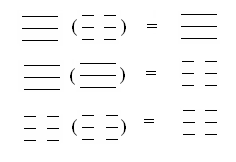 ☰ (☷) = ☰
☰ (☰) = ☷
☷ (☷) = ☷